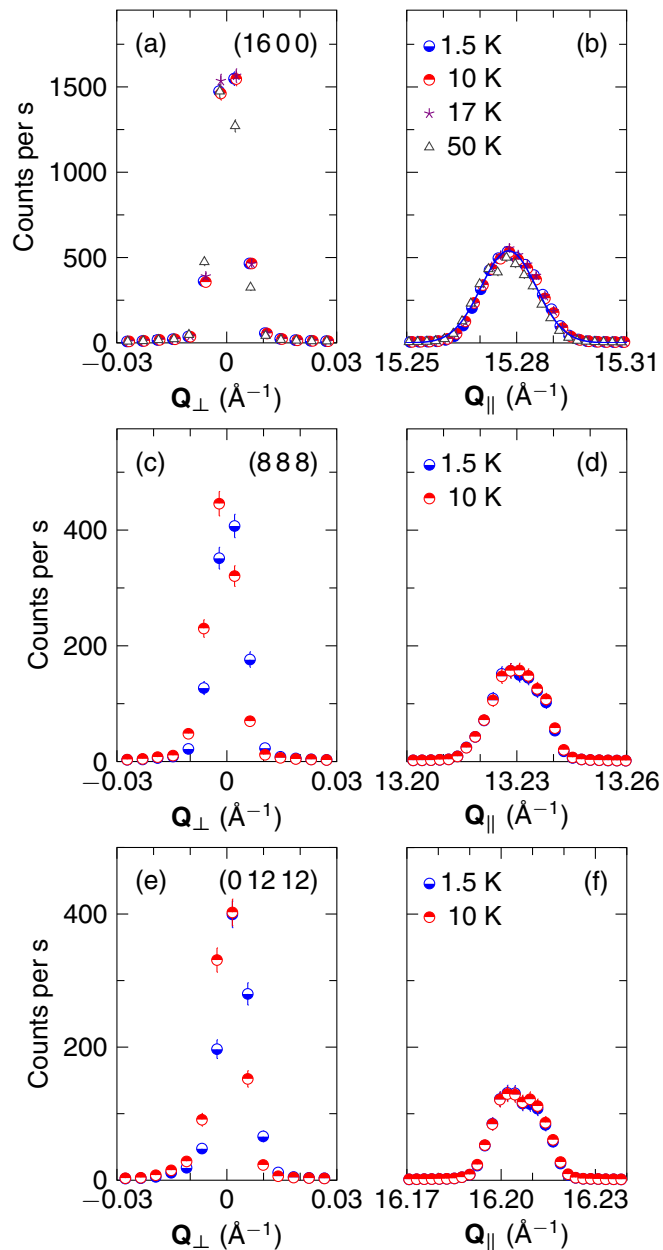 (a) (16 0 0)
1500
1000
500
0
Counts per s
−0.03 0 0.03
Q⊥ (Å⁻¹)
(b)
1.5 K
10 K
17 K
50 K
15.25 15.28 15.31
Q∥ (Å⁻¹)
(c) (8 8 8)
400
200
0
Counts per s
−0.03 0 0.03
Q⊥ (Å⁻¹)
(d)
1.5 K
10 K
13.20 13.23 13.26
Q∥ (Å⁻¹)
(e) (0 12 12)
400
200
0
Counts per s
−0.03 0 0.03
Q⊥ (Å⁻¹)
(f)
1.5 K
10 K
16.17 16.20 16.23
Q∥ (Å⁻¹)